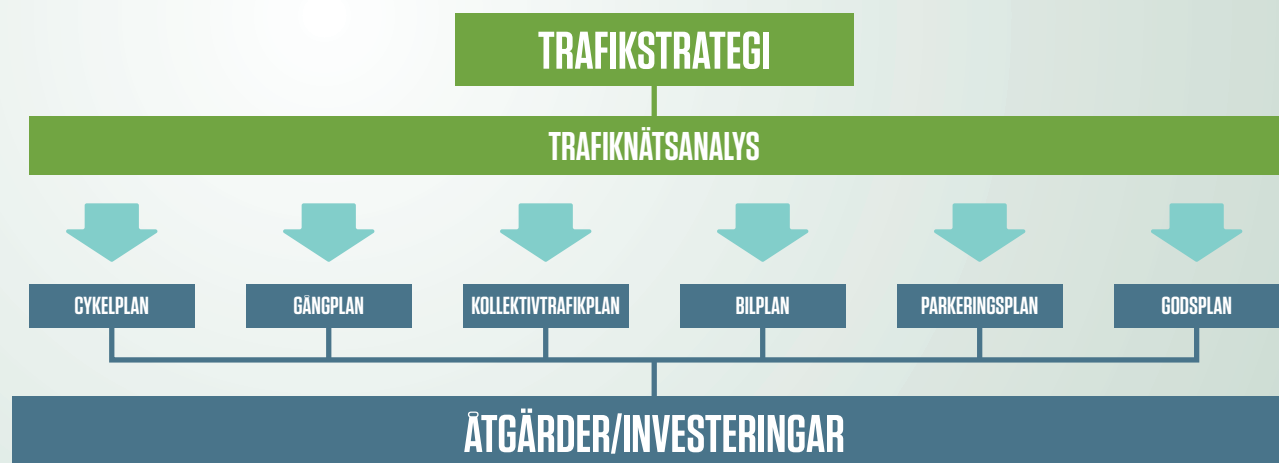 TRAFIKSTRATEGI
TRAFIKNÄTSANALYS
CYKELPLAN
GÅNGPLAN
KOLLEKTIVTRAFIKPLAN
BILPLAN
PARKERINGSPLAN
GODSPLAN
ÅTGÄRDER/INVESTERINGAR